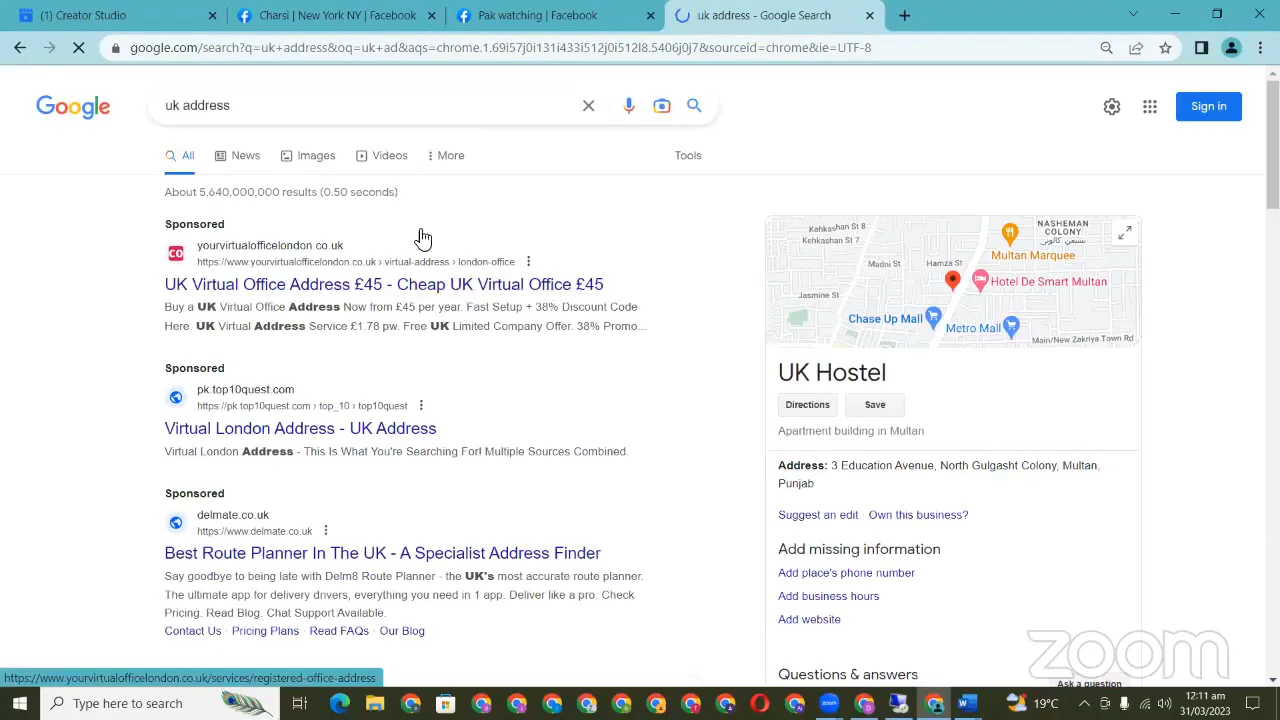 (507) Interior Design
Chairs | New York NY | Facebook
Pak watching | Facebook
uk address - Google Search
google.com/search?q=uk+address&oq=uk+ad&aqs=chrome.1.69i57j0i131i433i512j0i512l8.5406j0j7&sourceid=chrome&ie=UTF-8
Google
uk address
Sign in
All
News
Images
Videos
More
Tools
About 5,640,000,000 results (0.50 seconds)
Sponsored
yourvirtualofficelondon.co.uk
https://www.yourvirtualofficelondon.co.uk › virtual-address › london-office
UK Virtual Office Address £45 - Cheap UK Virtual Office £45
Buy a UK Virtual Office Address Now from £45 per year. Fast Setup + 38% Discount Code
Here. UK Virtual Address Service £1.78 pw. Free UK Limited Company Offer. 38% Promo...
Sponsored
pk.top10quest.com
https://pk.top10quest.com › top_10 › top10quest
Virtual London Address - UK Address
Virtual London Address - This Is What You're Searching For! Multiple Sources Combined.
Sponsored
delmate.co.uk
https://www.delmate.co.uk
Best Route Planner In The UK - A Specialist Address Finder
Say goodbye to being late with Delm8 Route Planner - the UK's most accurate route planner.
The ultimate app for delivery drivers, everything you need in 1 app. Deliver like a pro. Check
Pricing. Read Blog. Chat Support Available.
Contact Us · Pricing Plans · Read FAQs · Our Blog
Kehkashan St 8
Kehkashan St 7
NASHEMAN
COLONY
نشیمن کالونی
Multan Marquee
Madni St
Hamza St
Hotel De Smart Multan
Jasmine St
Chase Up Mall
Metro Mall
Main/New Zakriya Town Rd
UK Hostel
Directions
Save
Apartment building in Multan
Address: 3 Education Avenue, North Gulgasht Colony, Multan,
Punjab
Suggest an edit · Own this business?
Add missing information
Add place's phone number
Add business hours
Add website
Questions & answers
Ask a question
zoom
https://www.yourvirtualofficelondon.co.uk/services/registered-office-address
Type here to search
19°C
12:11 am
31/03/2023